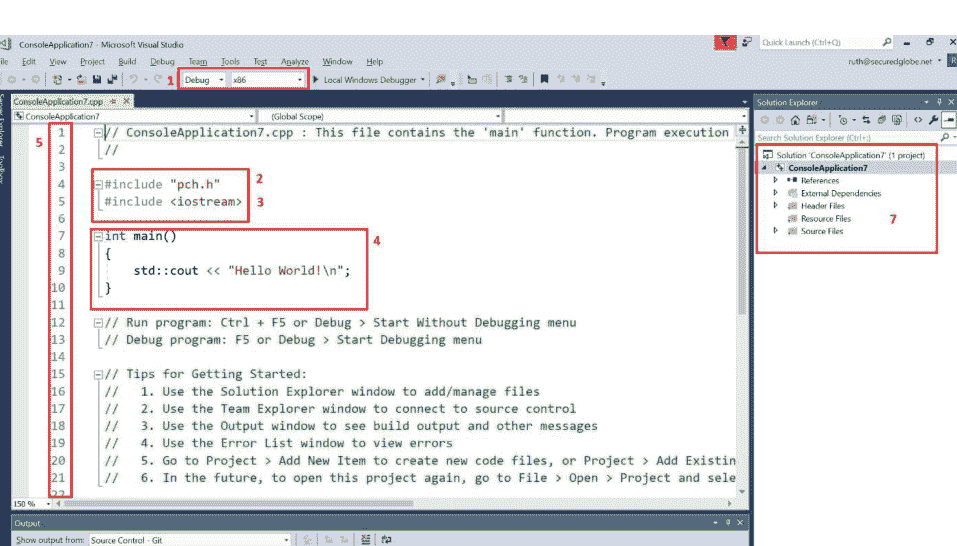 ConsoleApplication7 - Microsoft Visual Studio
Quick Launch (Ctrl+Q)
Edit View Project Build Debug Team Tools Test Analyze Window Help
ruth@securedglobe.net
1 Debug x86 Local Windows Debugger
ConsoleApplication7.cpp
ConsoleApplication7 (Global Scope)
5
1 // ConsoleApplication7.cpp : This file contains the 'main' function. Program execution
2 //
3
4 #include "pch.h" 2
5 #include <iostream> 3
6
7 int main() 4
8 {
9 std::cout << "Hello World!\n";
10 }
11
12 // Run program: Ctrl + F5 or Debug > Start Without Debugging menu
13 // Debug program: F5 or Debug > Start Debugging menu
14
15 // Tips for Getting Started:
16 // 1. Use the Solution Explorer window to add/manage files
17 // 2. Use the Team Explorer window to connect to source control
18 // 3. Use the Output window to see build output and other messages
19 // 4. Use the Error List window to view errors
20 // 5. Go to Project > Add New Item to create new code files, or Project > Add Existin
21 // 6. In the future, to open this project again, go to File > Open > Project and sele
22
150 %
Output
Show output from: Source Control - Git
Solution Explorer
Search Solution Explorer (Ctrl+;)
Solution 'ConsoleApplication7' (1 project)
ConsoleApplication7
References
External Dependencies
Header Files
Resource Files 7
Source Files